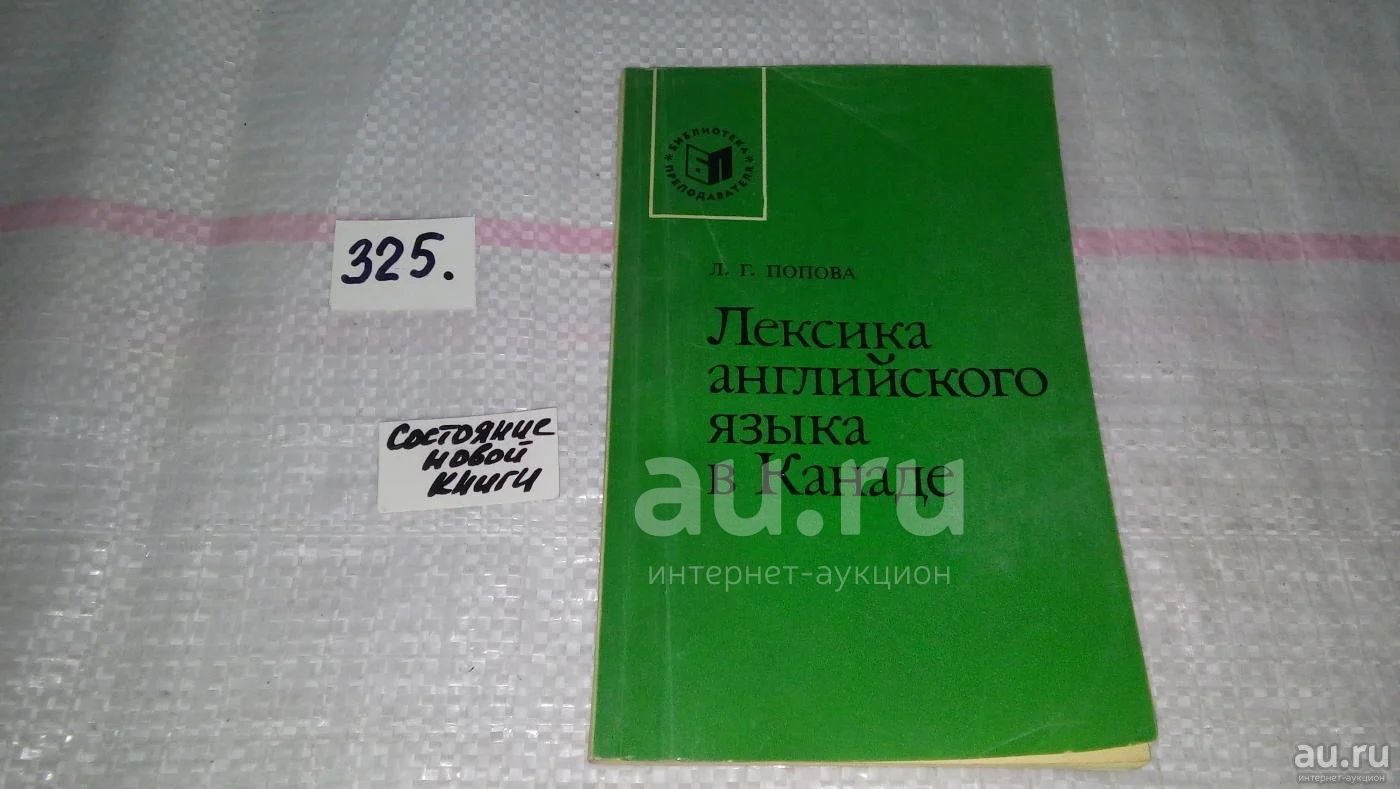 * БИБЛИОТЕКА *
ПРЕПОДАВАТЕЛЯ
БП
Л. Г. ПОПОВА
Лексика
английского
языка
в Канаде
325.
Состояние
новой
книги
au.ru
интернет-аукцион
au.ru
интернет-аукцион